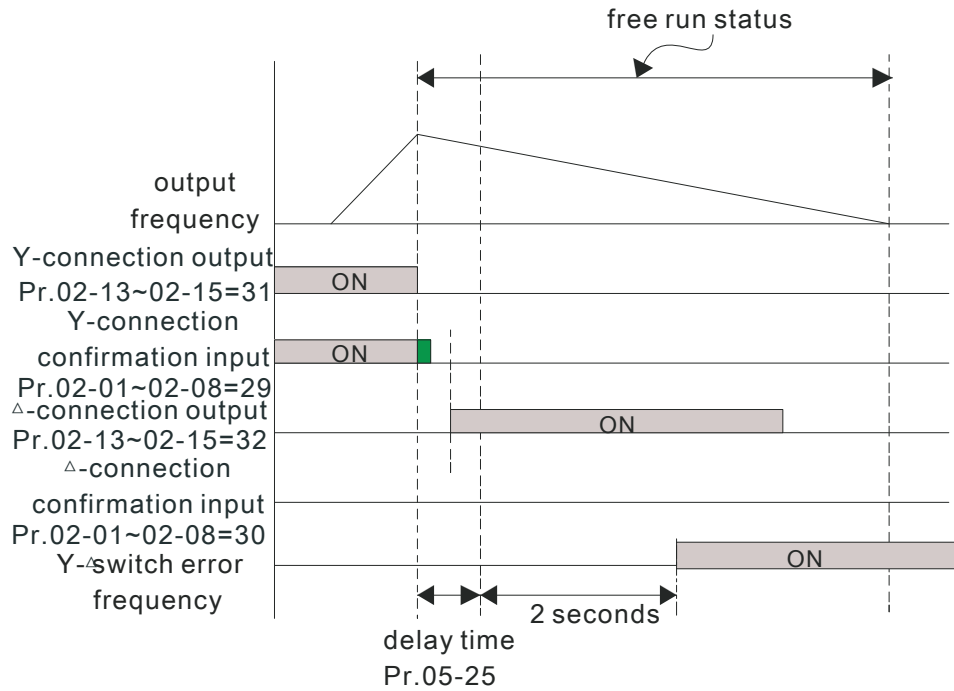 free run status
output
frequency
Y-connection output
ON
Pr.02-13~02-15=31
Y-connection
confirmation input
ON
Pr.02-01~02-08=29
△-connection output
ON
Pr.02-13~02-15=32
△-connection
confirmation input
Pr.02-01~02-08=30
Y-△switch error
ON
frequency
2 seconds
delay time
Pr.05-25